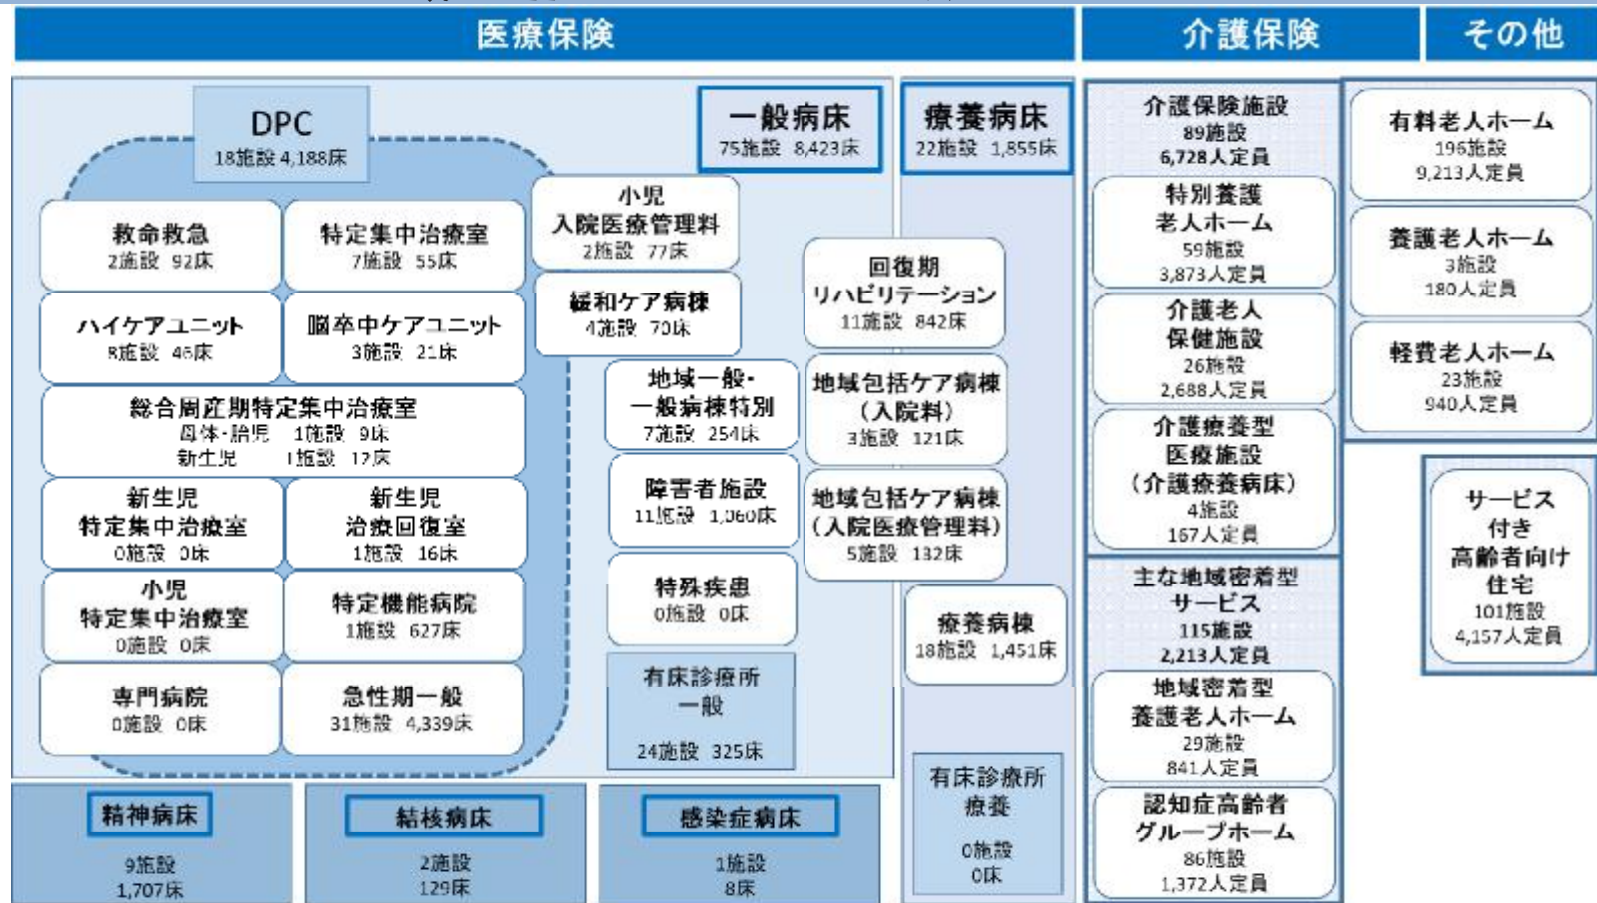 医療保険
介護保険
その他
DPC
18施設 4,188床
一般病床
75施設 8,423床
療養病床
22施設 1,855床
救命救急
2施設 92床
特定集中治療室
7施設 55床
小児
入院医療管理料
2施設 77床
ハイケアユニット
8施設 46床
脳卒中ケアユニット
3施設 21床
緩和ケア病棟
4施設 70床
総合周産期特定集中治療室
母体・胎児 1施設 9床
新生児 1施設 12床
新生児
特定集中治療室
0施設 0床
新生児
治療回復室
1施設 16床
小児
特定集中治療室
0施設 0床
特定機能病院
1施設 627床
専門病院
0施設 0床
急性期一般
31施設 4,339床
地域一般・
一般病棟特別
7施設 254床
障害者施設
11施設 1,060床
特殊疾患
0施設 0床
有床診療所
一般
24施設 325床
回復期
リハビリテーション
11施設 842床
地域包括ケア病棟
（入院料）
3施設 121床
地域包括ケア病棟
（入院医療管理料）
5施設 132床
療養病棟
18施設 1,451床
有床診療所
療養
0施設
0床
精神病床
9施設
1,707床
結核病床
2施設
129床
感染症病床
1施設
8床
介護保険施設
89施設
6,728人定員
特別養護
老人ホーム
59施設
3,873人定員
介護老人
保健施設
26施設
2,688人定員
介護療養型
医療施設
（介護療養病床）
4施設
167人定員
主な地域密着型
サービス
115施設
2,213人定員
地域密着型
養護老人ホーム
29施設
841人定員
認知症高齢者
グループホーム
86施設
1,372人定員
有料老人ホーム
196施設
9,213人定員
養護老人ホーム
3施設
180人定員
軽費老人ホーム
23施設
940人定員
サービス
付き
高齢者向け
住宅
101施設
4,157人定員